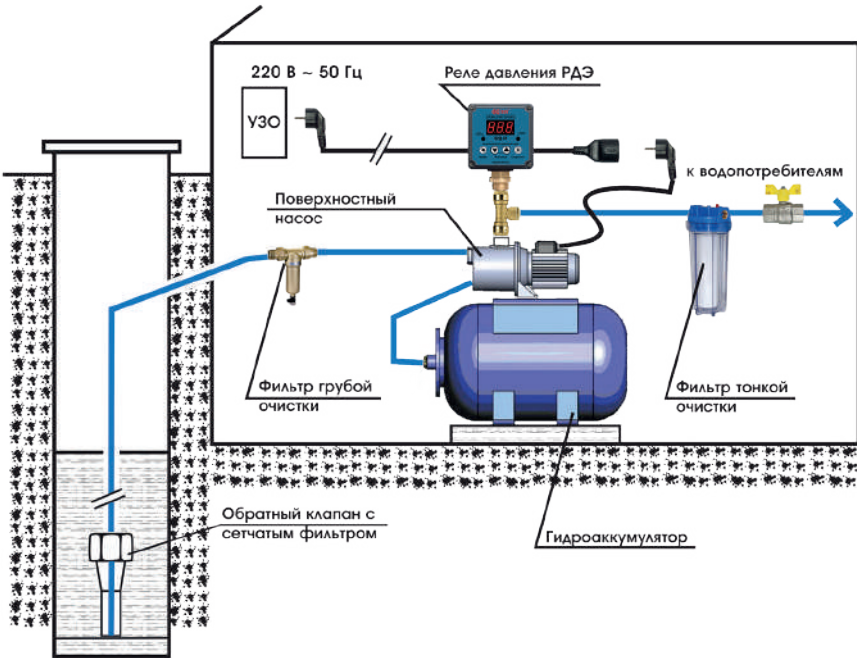 220 В ~ 50 Гц
Реле давления РДЭ
УЗО
к водопотребителям
Поверхностный
насос
Фильтр грубой
очистки
Фильтр тонкой
очистки
Обратный клапан с
сетчатым фильтром
Гидроаккумулятор